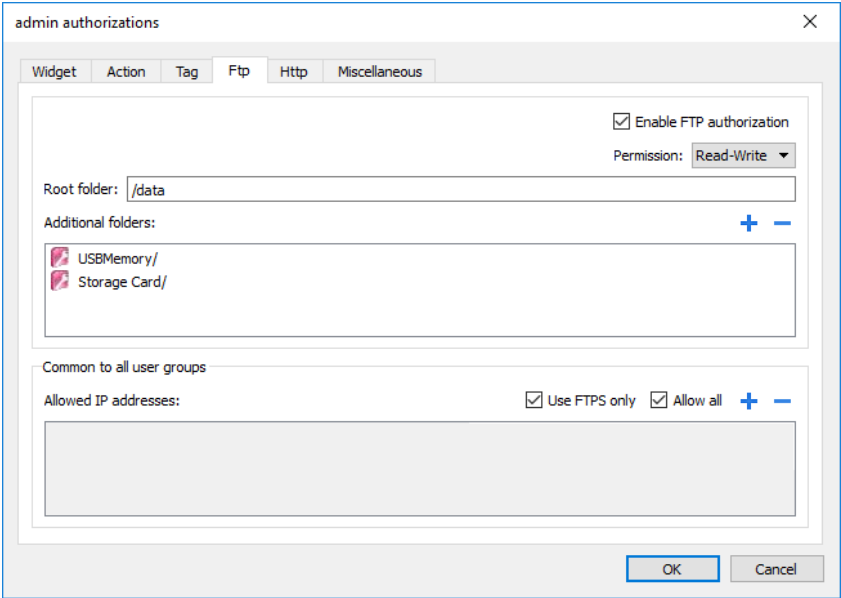 admin authorizations
Widget Action Tag Ftp Http Miscellaneous
Enable FTP authorization
Permission: Read-Write
Root folder: /data
Additional folders:
USBMemory/
Storage Card/
Common to all user groups
Allowed IP addresses: Use FTPS only Allow all
OK Cancel